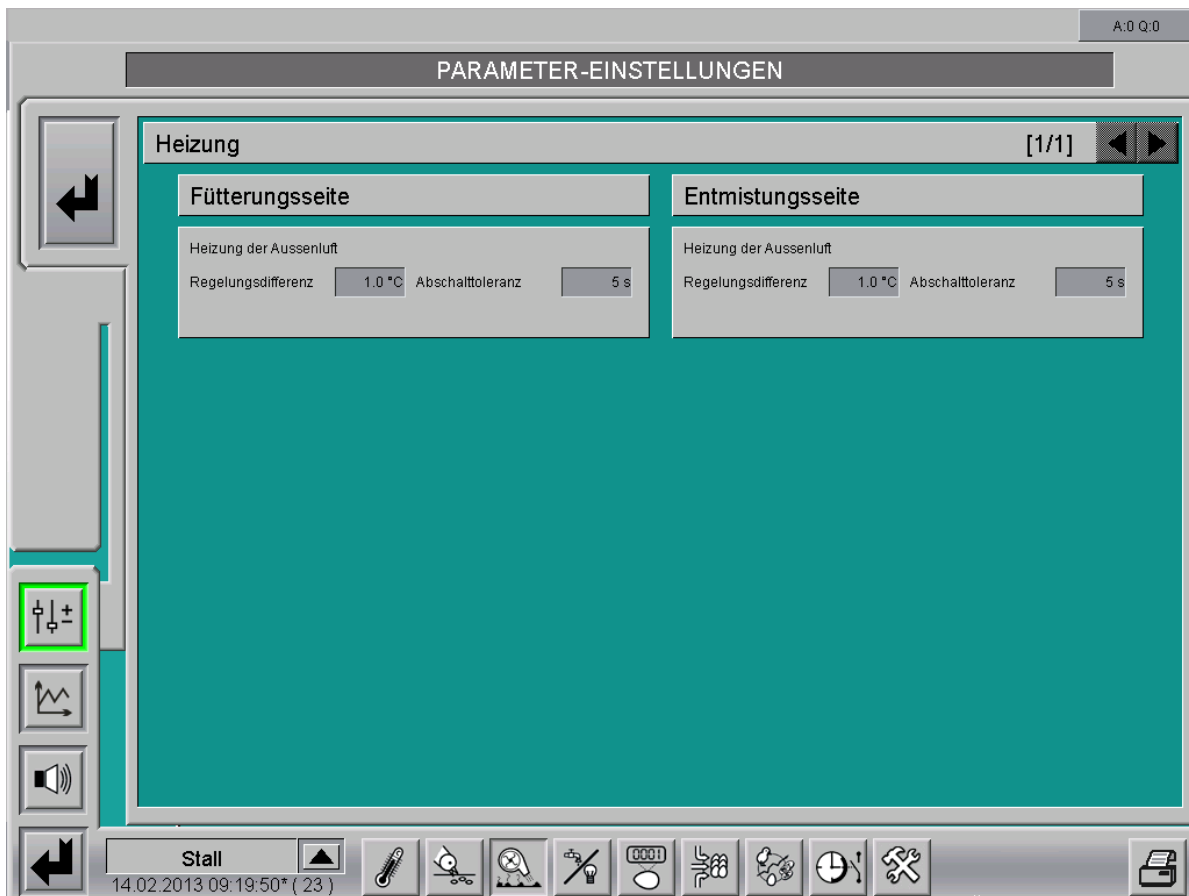 A:0 Q:0
PARAMETER-EINSTELLUNGEN
Heizung [1/1]
Fütterungsseite
Heizung der Aussenluft
Regelungsdifferenz 1.0 °C Abschalttoleranz 5 s
Entmistungsseite
Heizung der Aussenluft
Regelungsdifferenz 1.0 °C Abschalttoleranz 5 s
Stall
14.02.2013 09:19:50* ( 23 )
0001